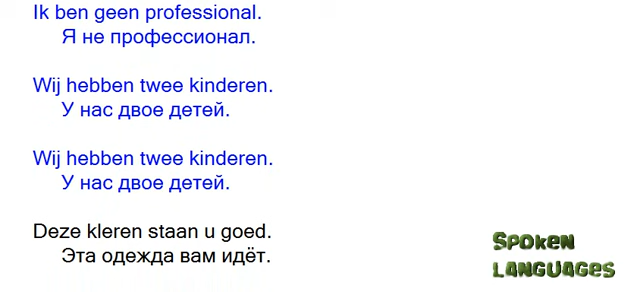 Ik ben geen professional.
Я не профессионал.
Wij hebben twee kinderen.
У нас двое детей.
Wij hebben twee kinderen.
У нас двое детей.
Deze kleren staan u goed.
Эта одежда вам идёт.
SPOKEN
LANGUAGES